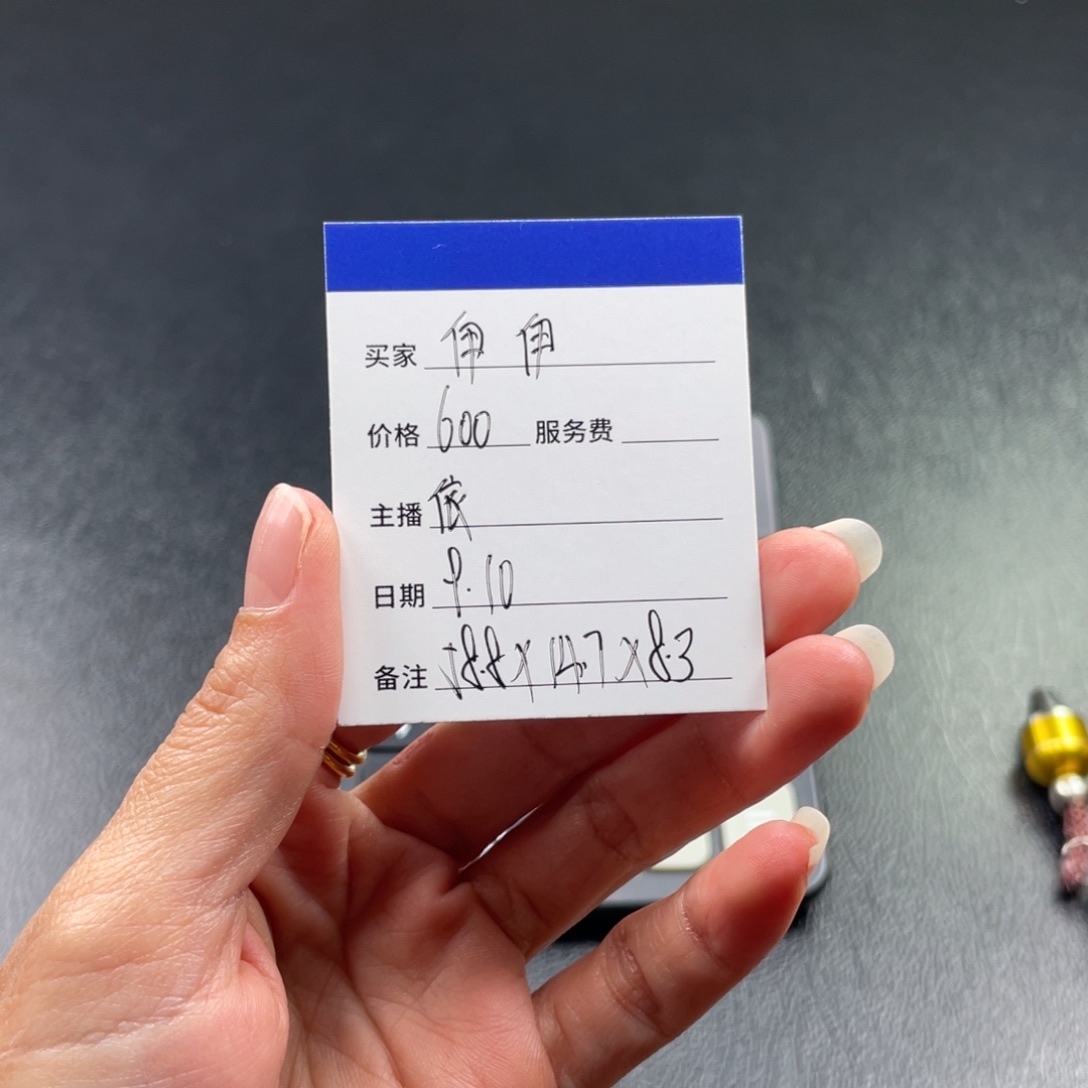 买家 伊伊
价格 600 服务费
主播 依
日期 9.10
备注 58.8×14.7×8.3